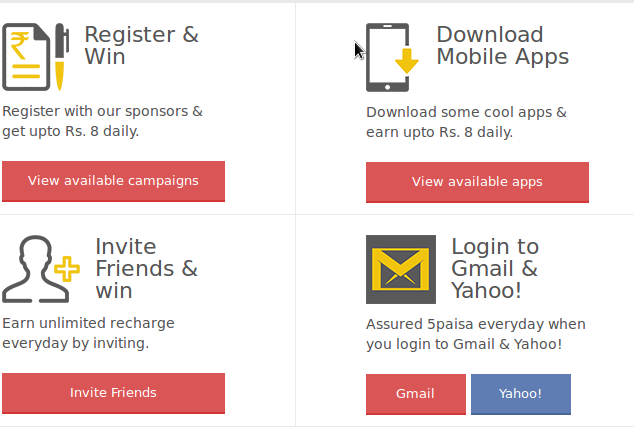 Register &
Win
Register with our sponsors &
get upto Rs. 8 daily.
View available campaigns
Download
Mobile Apps
Download some cool apps &
earn upto Rs. 8 daily.
View available apps
Invite
Friends &
win
Earn unlimited recharge
everyday by inviting.
Invite Friends
Login to
Gmail &
Yahoo!
Assured 5paisa everyday when
you login to Gmail & Yahoo!
Gmail
Yahoo!